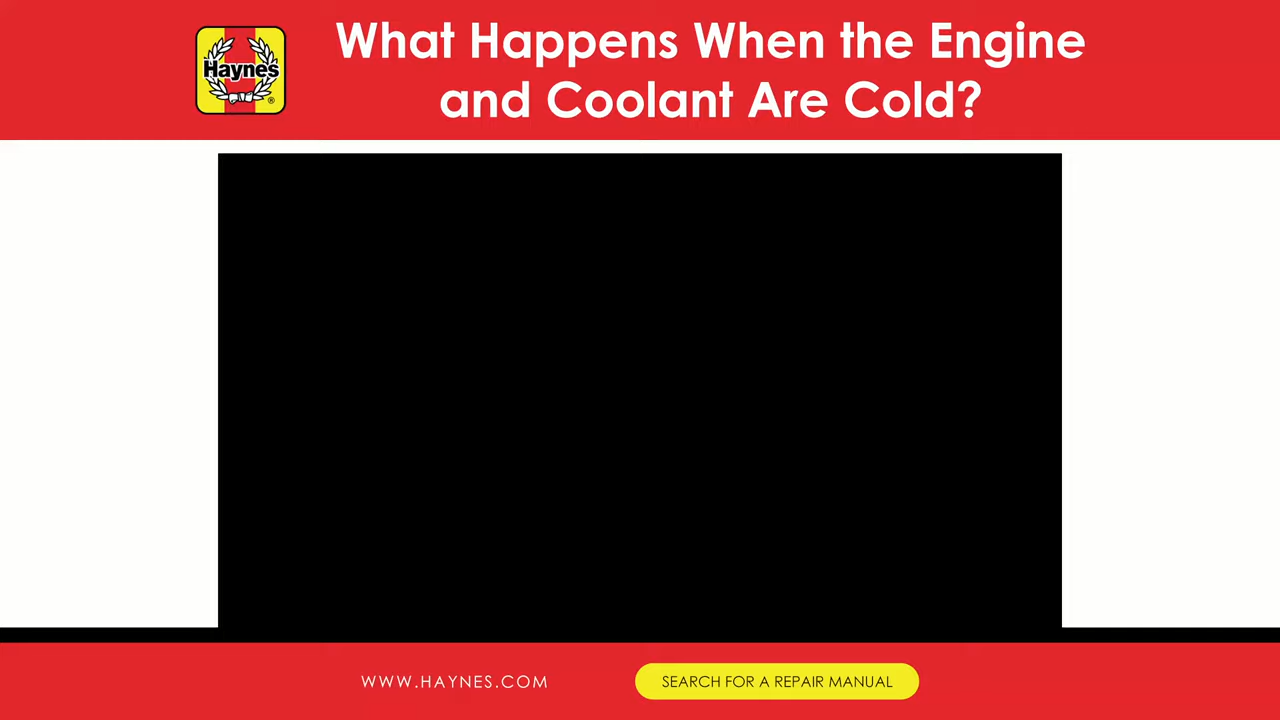 What Happens When the Engine
and Coolant Are Cold?
Haynes
®
WWW.HAYNES.COM
SEARCH FOR A REPAIR MANUAL